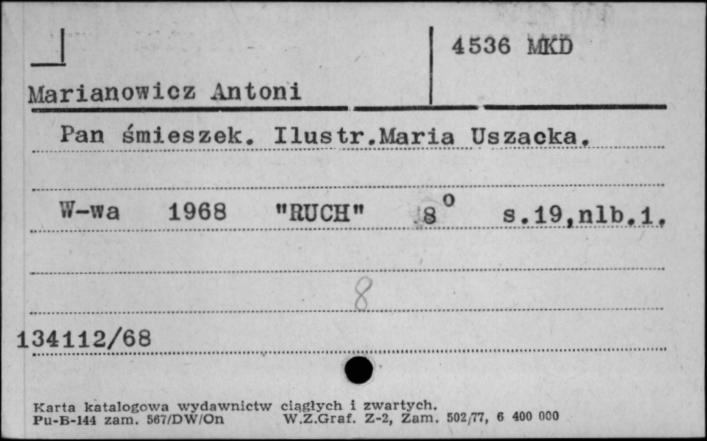 4536 MKD
Marianowicz Antoni
Pan śmieszek. Ilustr.Maria Uszacka.
W-wa 1968 "RUCH" 8° s.19,nlb.1.
8
134112/68
Karta katalogowa wydawnictw ciągłych i zwartych.
Pu-B-144 zam. 567/DW/On W.Z.Graf. Z-2, Zam. 502/77, 6 400 000